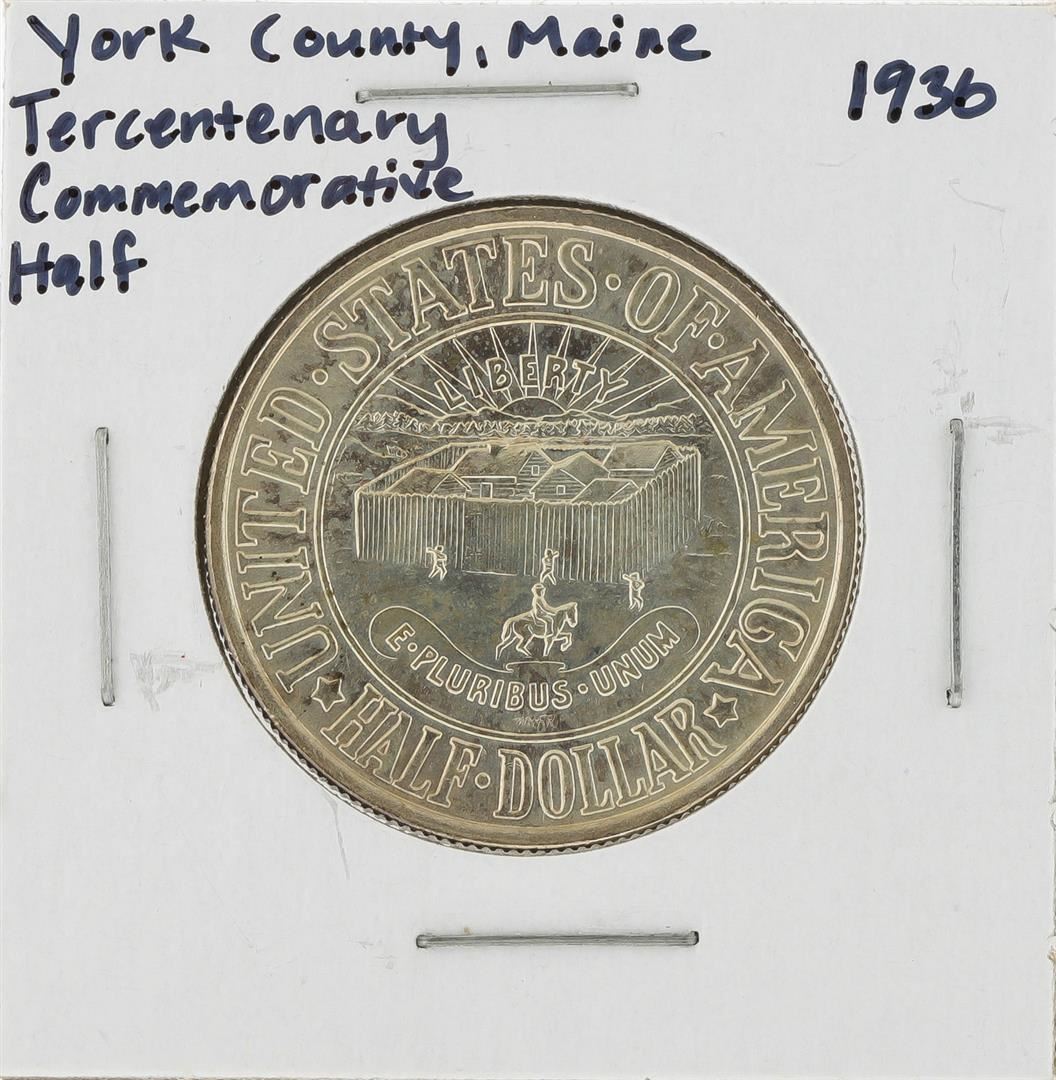 York County, Maine
Tercentenary
Commemorative
Half
1936
UNITED · STATES · OF · AMERICA
LIBERTY
E · PLURIBUS · UNUM
HALF · DOLLAR